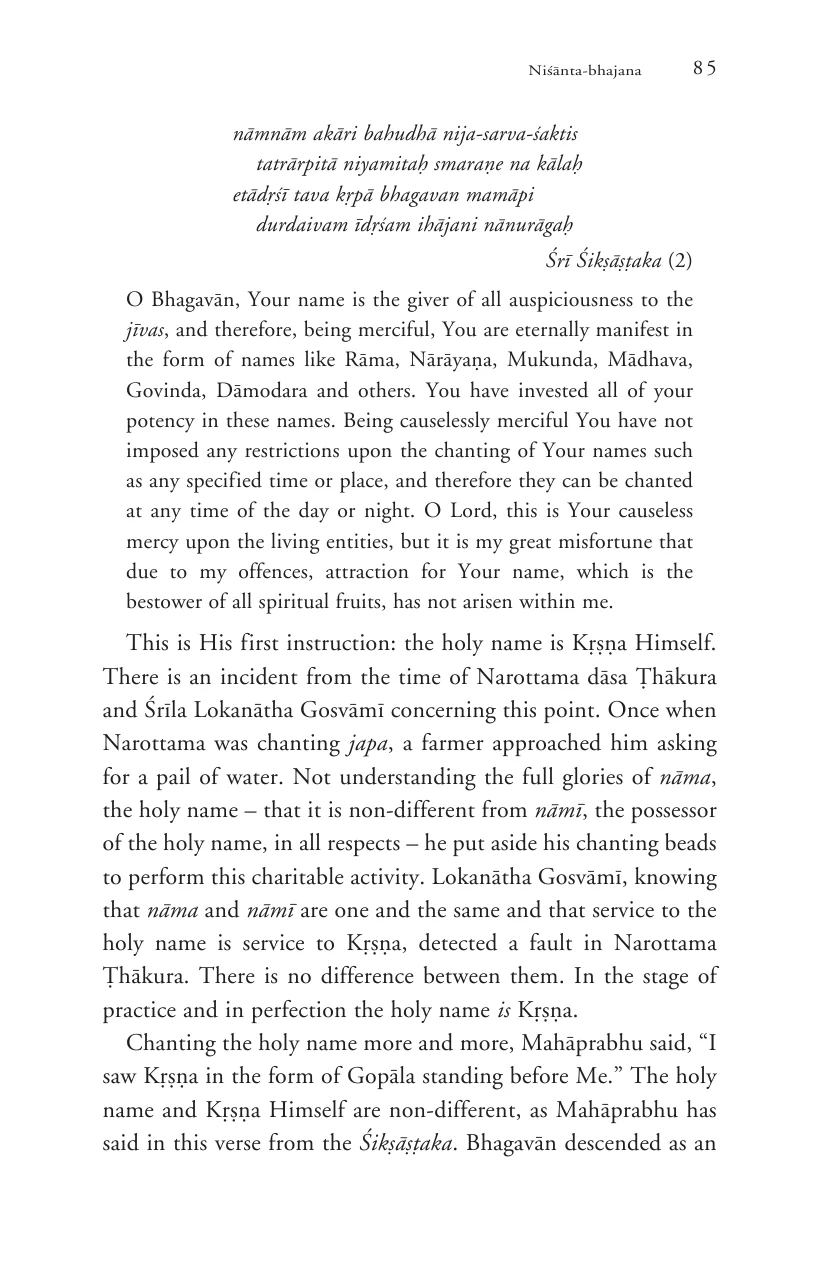 Niśānta-bhajana 85
nāmnām akāri bahudhā nija-sarva-śaktis
tatrārpitā niyamitaḥ smaraṇe na kālaḥ
etādṛśī tava kṛpā bhagavan mamāpi
durdaivam īdṛśam ihājani nānurāgaḥ
Śrī Śikṣāṣṭaka (2)
O Bhagavān, Your name is the giver of all auspiciousness to the
jīvas, and therefore, being merciful, You are eternally manifest in
the form of names like Rāma, Nārāyaṇa, Mukunda, Mādhava,
Govinda, Dāmodara and others. You have invested all of your
potency in these names. Being causelessly merciful You have not
imposed any restrictions upon the chanting of Your names such
as any specified time or place, and therefore they can be chanted
at any time of the day or night. O Lord, this is Your causeless
mercy upon the living entities, but it is my great misfortune that
due to my offences, attraction for Your name, which is the
bestower of all spiritual fruits, has not arisen within me.
This is His first instruction: the holy name is Kṛṣṇa Himself.
There is an incident from the time of Narottama dāsa Ṭhākura
and Śrīla Lokanātha Gosvāmī concerning this point. Once when
Narottama was chanting japa, a farmer approached him asking
for a pail of water. Not understanding the full glories of nāma,
the holy name – that it is non-different from nāmī, the possessor
of the holy name, in all respects – he put aside his chanting beads
to perform this charitable activity. Lokanātha Gosvāmī, knowing
that nāma and nāmī are one and the same and that service to the
holy name is service to Kṛṣṇa, detected a fault in Narottama
Ṭhākura. There is no difference between them. In the stage of
practice and in perfection the holy name is Kṛṣṇa.
Chanting the holy name more and more, Mahāprabhu said, “I
saw Kṛṣṇa in the form of Gopāla standing before Me.” The holy
name and Kṛṣṇa Himself are non-different, as Mahāprabhu has
said in this verse from the Śikṣāṣṭaka. Bhagavān descended as an